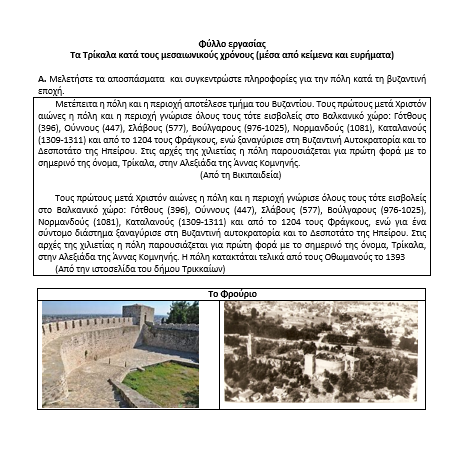 Φύλλο εργασίας
Τα Τρίκαλα κατά τους μεσαιωνικούς χρόνους (μέσα από κείμενα και ευρήματα)
Α. Μελετήστε τα αποσπάσματα και συγκεντρώστε πληροφορίες για την πόλη κατά τη βυζαντινή
εποχή.
Μετέπειτα η πόλη και η περιοχή αποτέλεσε τμήμα του Βυζαντίου. Τους πρώτους μετά Χριστόν
αιώνες η πόλη και η περιοχή γνώρισε όλους τους τότε εισβολείς στο Βαλκανικό χώρο: Γότθους
(396), Ούννους (447), Σλάβους (577), Βούλγαρους (976-1025), Νορμανδούς (1081), Καταλανούς
(1309-1311) και από το 1204 τους Φράγκους, ενώ ξαναγύρισε στη Βυζαντινή Αυτοκρατορία και το
Δεσποτάτο της Ηπείρου. Στις αρχές της χιλιετίας η πόλη παρουσιάζεται για πρώτη φορά με το
σημερινό της όνομα, Τρίκαλα, στην Αλεξιάδα της Άννας Κομνηνής.
(Από τη Βικιπαιδεία)
Τους πρώτους μετά Χριστόν αιώνες η πόλη και η περιοχή γνώρισε όλους τους τότε εισβολείς
στο Βαλκανικό χώρο: Γότθους (396), Ούννους (447), Σλάβους (577), Βούλγαρους (976-1025),
Νορμανδούς (1081), Καταλανούς (1309-1311) και από το 1204 τους Φράγκους, ενώ για ένα
σύντομο διάστημα ξαναγύρισε στη Βυζαντινή αυτοκρατορία και το Δεσποτάτο της Ηπείρου. Στις
αρχές της χιλιετίας η πόλη παρουσιάζεται για πρώτη φορά με το σημερινό της όνομα, Τρίκαλα,
στην Αλεξιάδα της Άννας Κομνηνής. Η πόλη κατακτάται τελικά από τους Οθωμανούς το 1393
(Από την ιστοσελίδα του δήμου Τρικκαίων)
Το Φρούριο